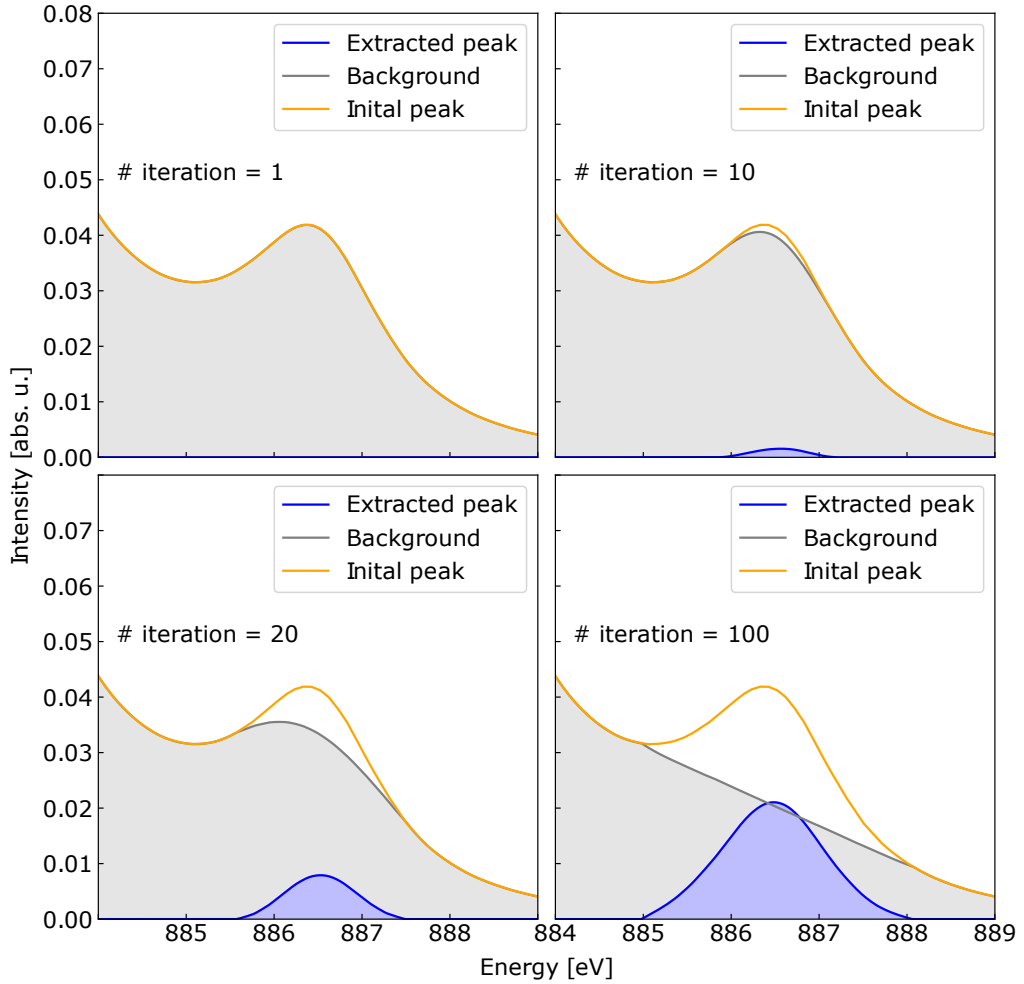 0.08
0.07
0.06
0.05
0.04
0.03
0.02
0.01
0.00
Extracted peak
Background
Inital peak
# iteration = 1
Extracted peak
Background
Inital peak
# iteration = 10
Intensity [abs. u.]
0.07
0.06
0.05
0.04
0.03
0.02
0.01
0.00
Extracted peak
Background
Inital peak
# iteration = 20
Extracted peak
Background
Inital peak
# iteration = 100
885 886 887 888 884 885 886 887 888 889
Energy [eV]